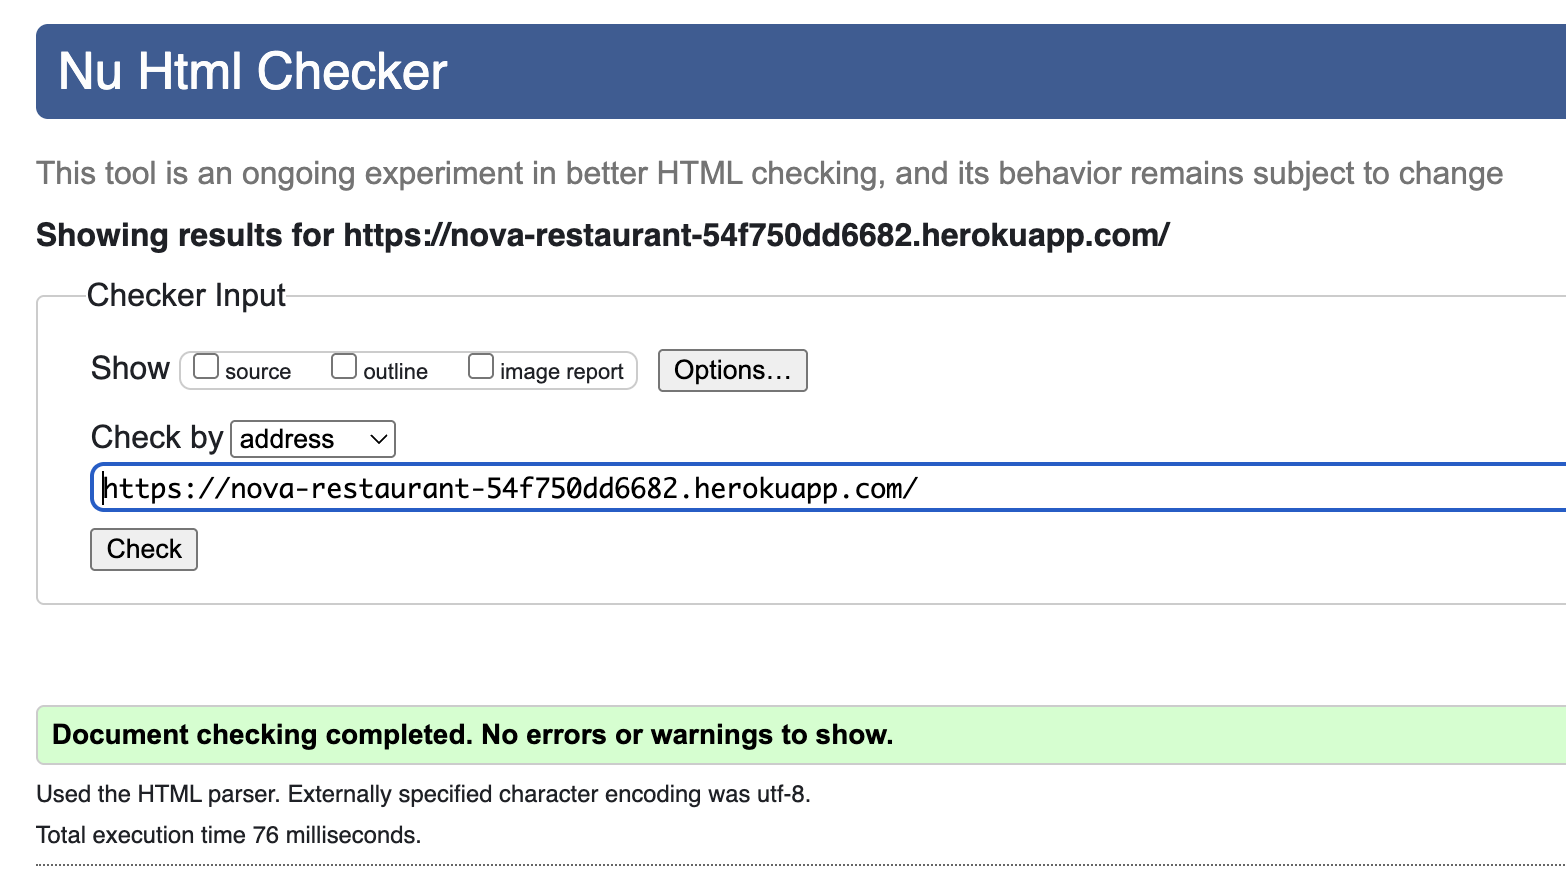 Nu Html Checker
This tool is an ongoing experiment in better HTML checking, and its behavior remains subject to change
Showing results for https://nova-restaurant-54f750dd6682.herokuapp.com/
Checker Input
Show source outline image report Options…
Check by address
https://nova-restaurant-54f750dd6682.herokuapp.com/
Check
Document checking completed. No errors or warnings to show.
Used the HTML parser. Externally specified character encoding was utf-8.
Total execution time 76 milliseconds.